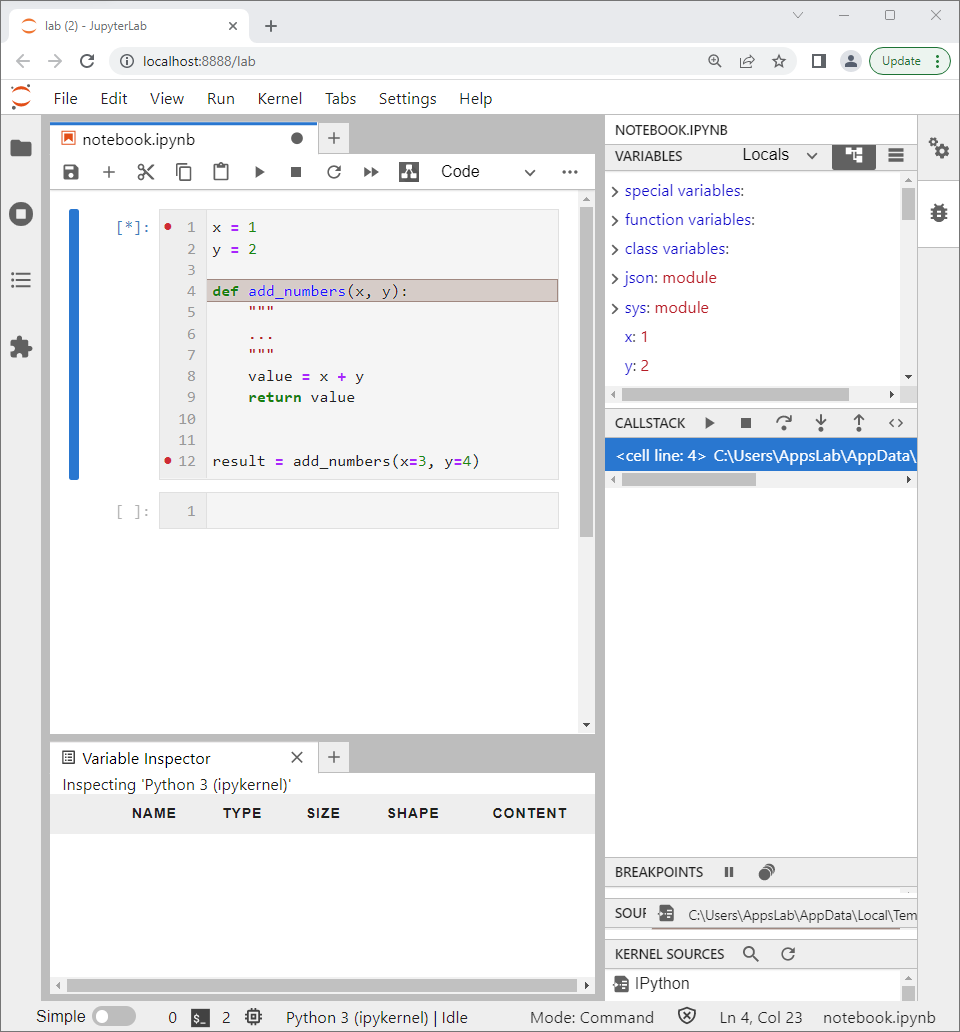 lab (2) - JupyterLab
localhost:8888/lab
Update
File Edit View Run Kernel Tabs Settings Help
notebook.ipynb
Code
[*]:
1 x = 1
2 y = 2
3
4 def add_numbers(x, y):
5     """
6     ...
7     """
8     value = x + y
9     return value
10
11
12 result = add_numbers(x=3, y=4)
[ ]:
1
Variable Inspector
Inspecting 'Python 3 (ipykernel)'
NAME TYPE SIZE SHAPE CONTENT
NOTEBOOK.IPYNB
VARIABLES Locals
special variables:
function variables:
class variables:
json: module
sys: module
x: 1
y: 2
CALLSTACK
<cell line: 4> C:\Users\AppsLab\AppData\
BREAKPOINTS
SOUR C:\Users\AppsLab\AppData\Local\Tem
KERNEL SOURCES
IPython
Simple 0 $_ 2 Python 3 (ipykernel) | Idle Mode: Command Ln 4, Col 23 notebook.ipynb